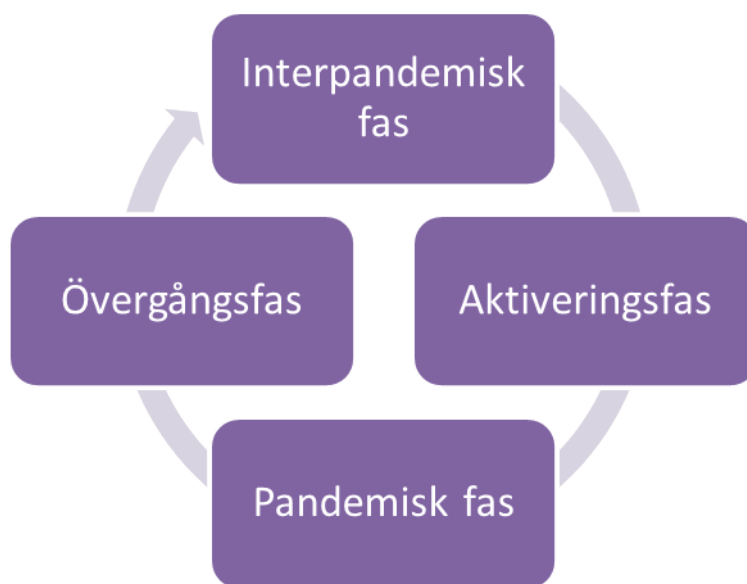 Interpandemisk
fas
Övergångsfas
Aktiveringsfas
Pandemisk fas